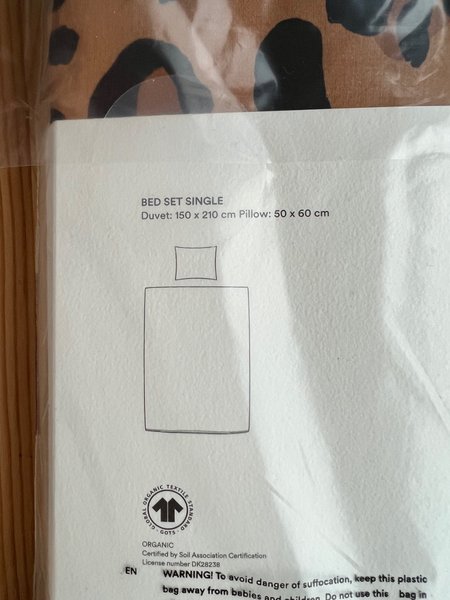 BED SET SINGLE
Duvet: 150 x 210 cm Pillow: 50 x 60 cm
GLOBAL ORGANIC TEXTILE STANDARD · GOTS ·
ORGANIC
Certified by Soil Association Certification
License number DK28238
EN WARNING! To avoid danger of suffocation, keep this plastic
bag away from babies and children. Do not use this bag in